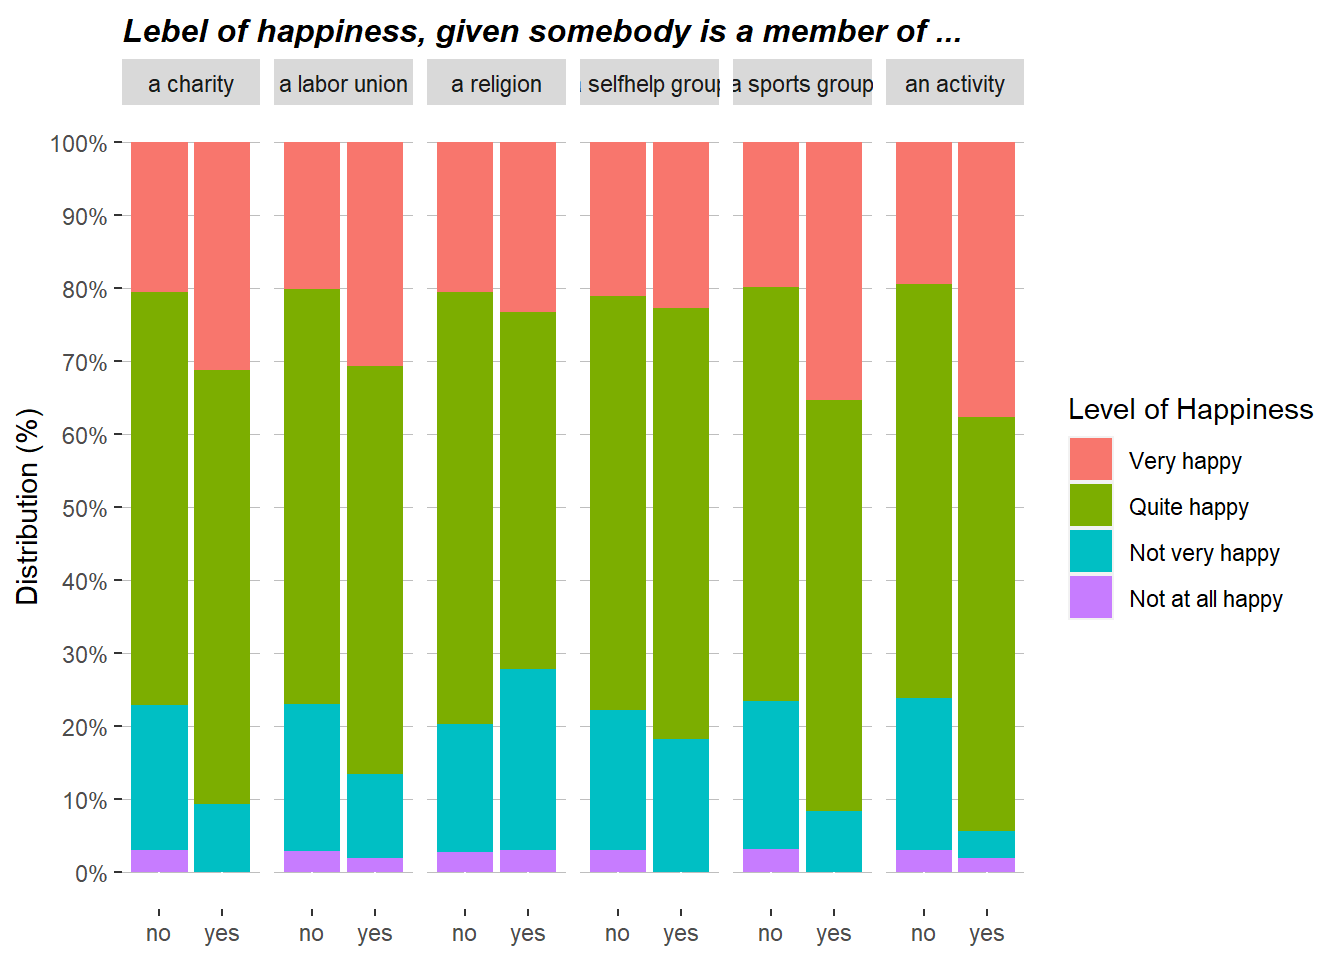 Lebel of happiness, given somebody is a member of ...
a charity
a labor union
a religion
selfhelp group
a sports group
an activity
100%
90%
80%
70%
60%
50%
40%
30%
20%
10%
0%
Distribution (%)
no yes no yes no yes no yes no yes no yes
Level of Happiness
Very happy
Quite happy
Not very happy
Not at all happy